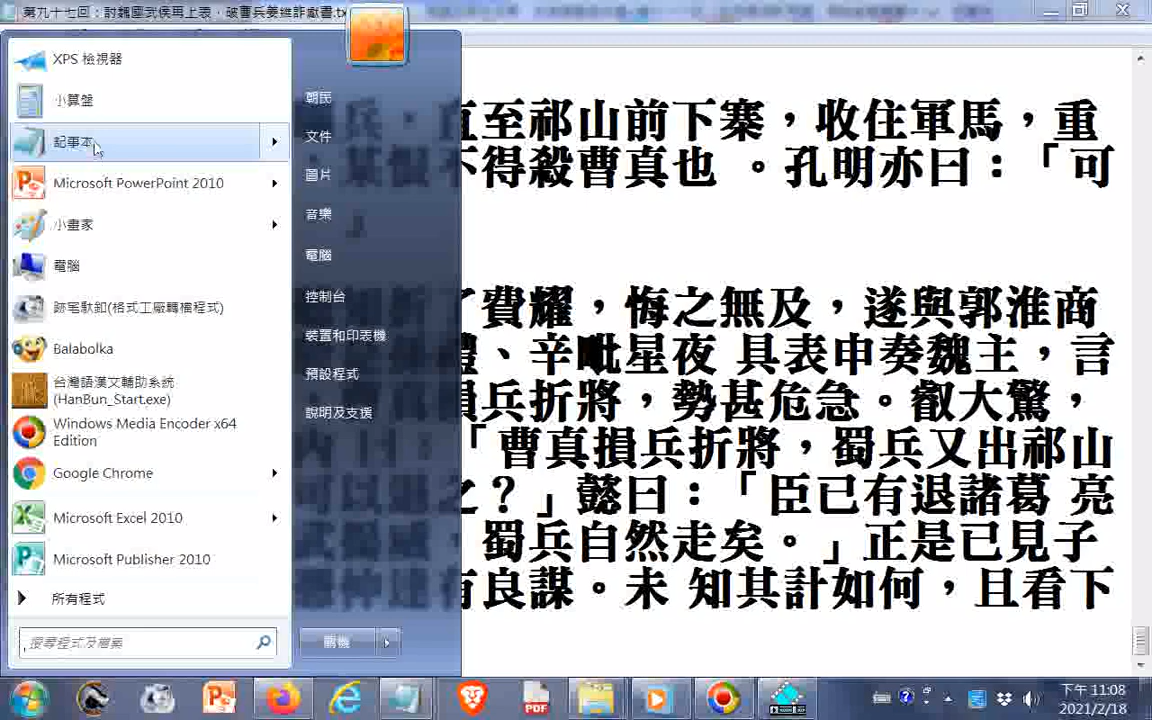 第九十七回：討魏國武侯再上表，破曹兵姜維詐獻書.tx
XPS 檢視器
小算盤
記事本
Microsoft PowerPoint 2010
小畫家
電腦
跡宒馱釦(格式工廠轉檔程式)
Balabolka
台灣語漢文輔助系統
(HanBun_Start.exe)
Windows Media Encoder x64
Edition
Google Chrome
Microsoft Excel 2010
Microsoft Publisher 2010
所有程式
搜尋程式及檔案
朝民
文件
圖片
音樂
電腦
控制台
裝置和印表機
預設程式
說明及支援
關機
兵，直至祁山前下寨，收住軍馬，重
不得殺曹真也 。孔明亦曰：「可
了費耀，悔之無及，遂與郭淮商
禮、辛毗星夜 具表申奏魏主，言
損兵折將，勢甚危急。叡大驚，
「曹真損兵折將，蜀兵又出祁山
之？」懿曰：「臣已有退諸葛 亮
蜀兵自然走矣。」正是已見子
有良謀。未 知其計如何，且看下
PDF
下午 11:08
2021/2/18